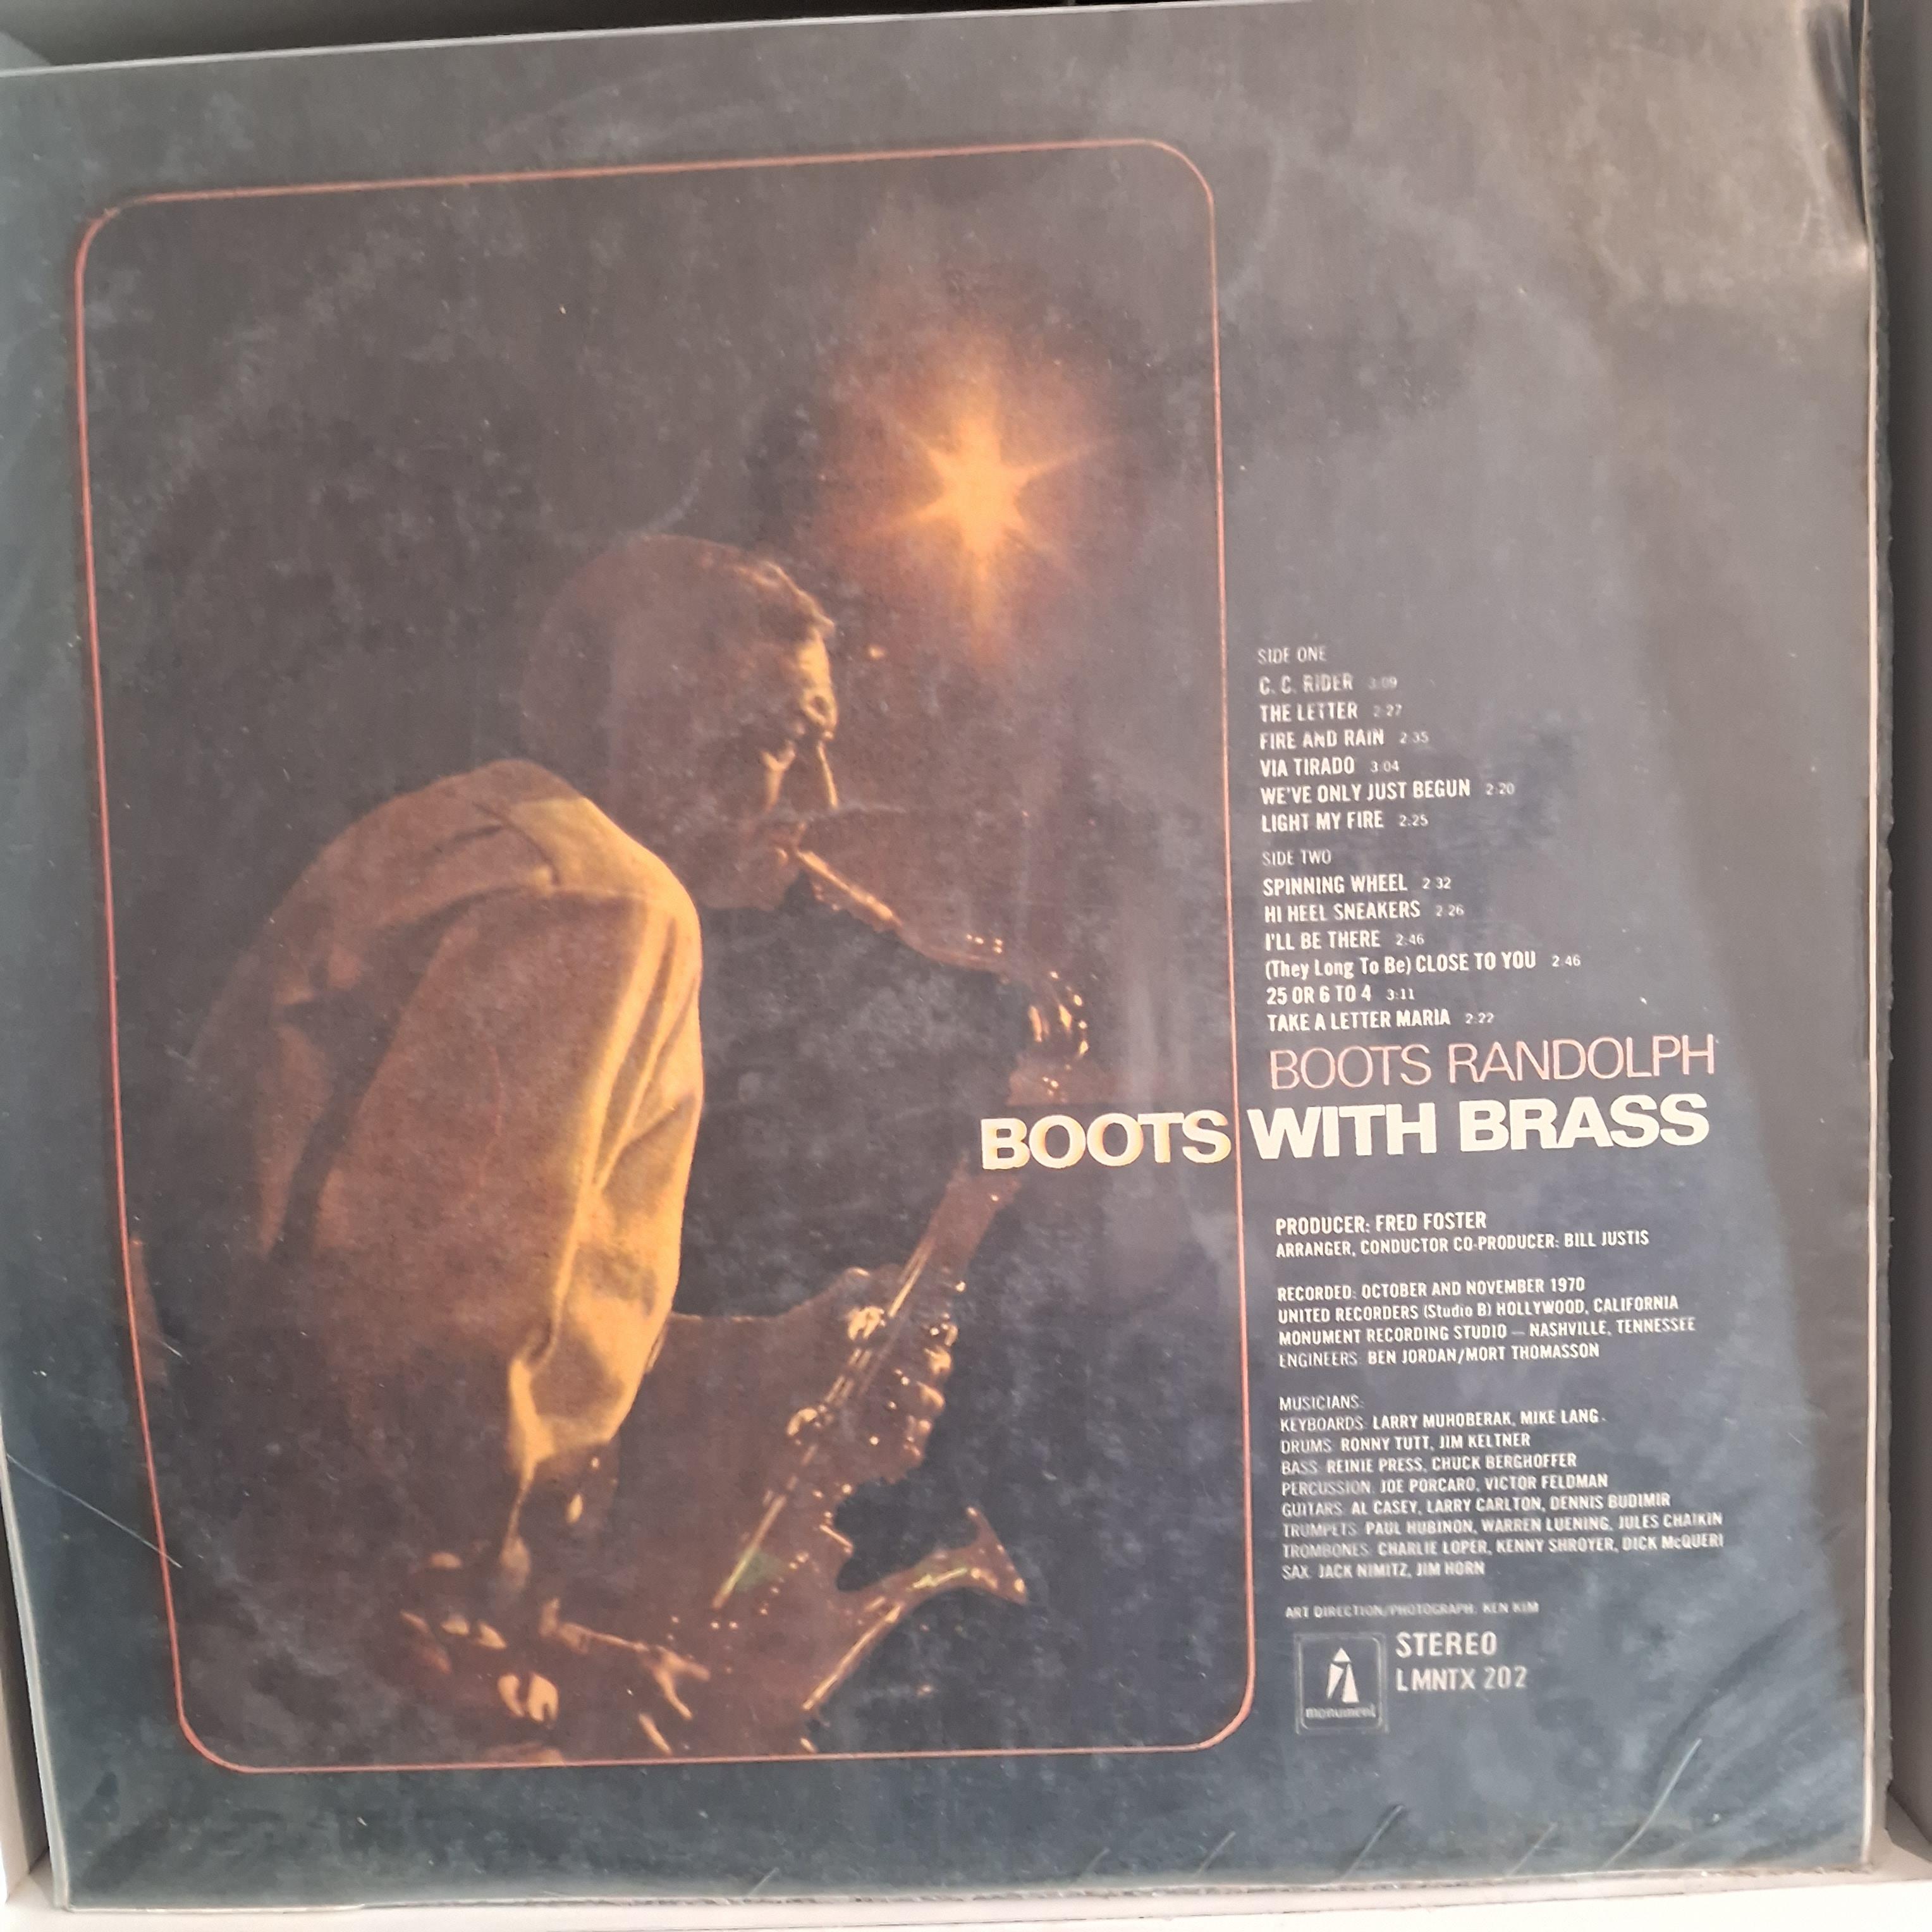 SIDE ONE
C. C. RIDER 3:09
THE LETTER 2:27
FIRE AND RAIN 2:35
VIA TIRADO 3:04
WE'VE ONLY JUST BEGUN 2:20
LIGHT MY FIRE 2:25
SIDE TWO
SPINNING WHEEL 2:32
HI HEEL SNEAKERS 2:26
I'LL BE THERE 2:46
(They Long To Be) CLOSE TO YOU 2:46
25 OR 6 TO 4 3:11
TAKE A LETTER MARIA 2:22
BOOTS RANDOLPH
BOOTS WITH BRASS
PRODUCER: FRED FOSTER
ARRANGER, CONDUCTOR CO-PRODUCER: BILL JUSTIS
RECORDED: OCTOBER AND NOVEMBER 1970
UNITED RECORDERS (Studio B) HOLLYWOOD, CALIFORNIA
MONUMENT RECORDING STUDIO — NASHVILLE, TENNESSEE
ENGINEERS: BEN JORDAN/MORT THOMASSON
MUSICIANS:
KEYBOARDS: LARRY MUHOBERAK, MIKE LANG.
DRUMS: RONNY TUTT, JIM KELTNER
BASS: REINIE PRESS, CHUCK BERGHOFFER
PERCUSSION: JOE PORCARO, VICTOR FELDMAN
GUITARS: AL CASEY, LARRY CARLTON, DENNIS BUDIMIR
TRUMPETS: PAUL HUBINON, WARREN LUENING, JULES CHAIKIN
TROMBONES: CHARLIE LOPER, KENNY SHROYER, DICK McQUERI
SAX: JACK NIMITZ, JIM HORN
ART DIRECTION/PHOTOGRAPH: KEN KIM
STEREO
LMNTX 202
monument